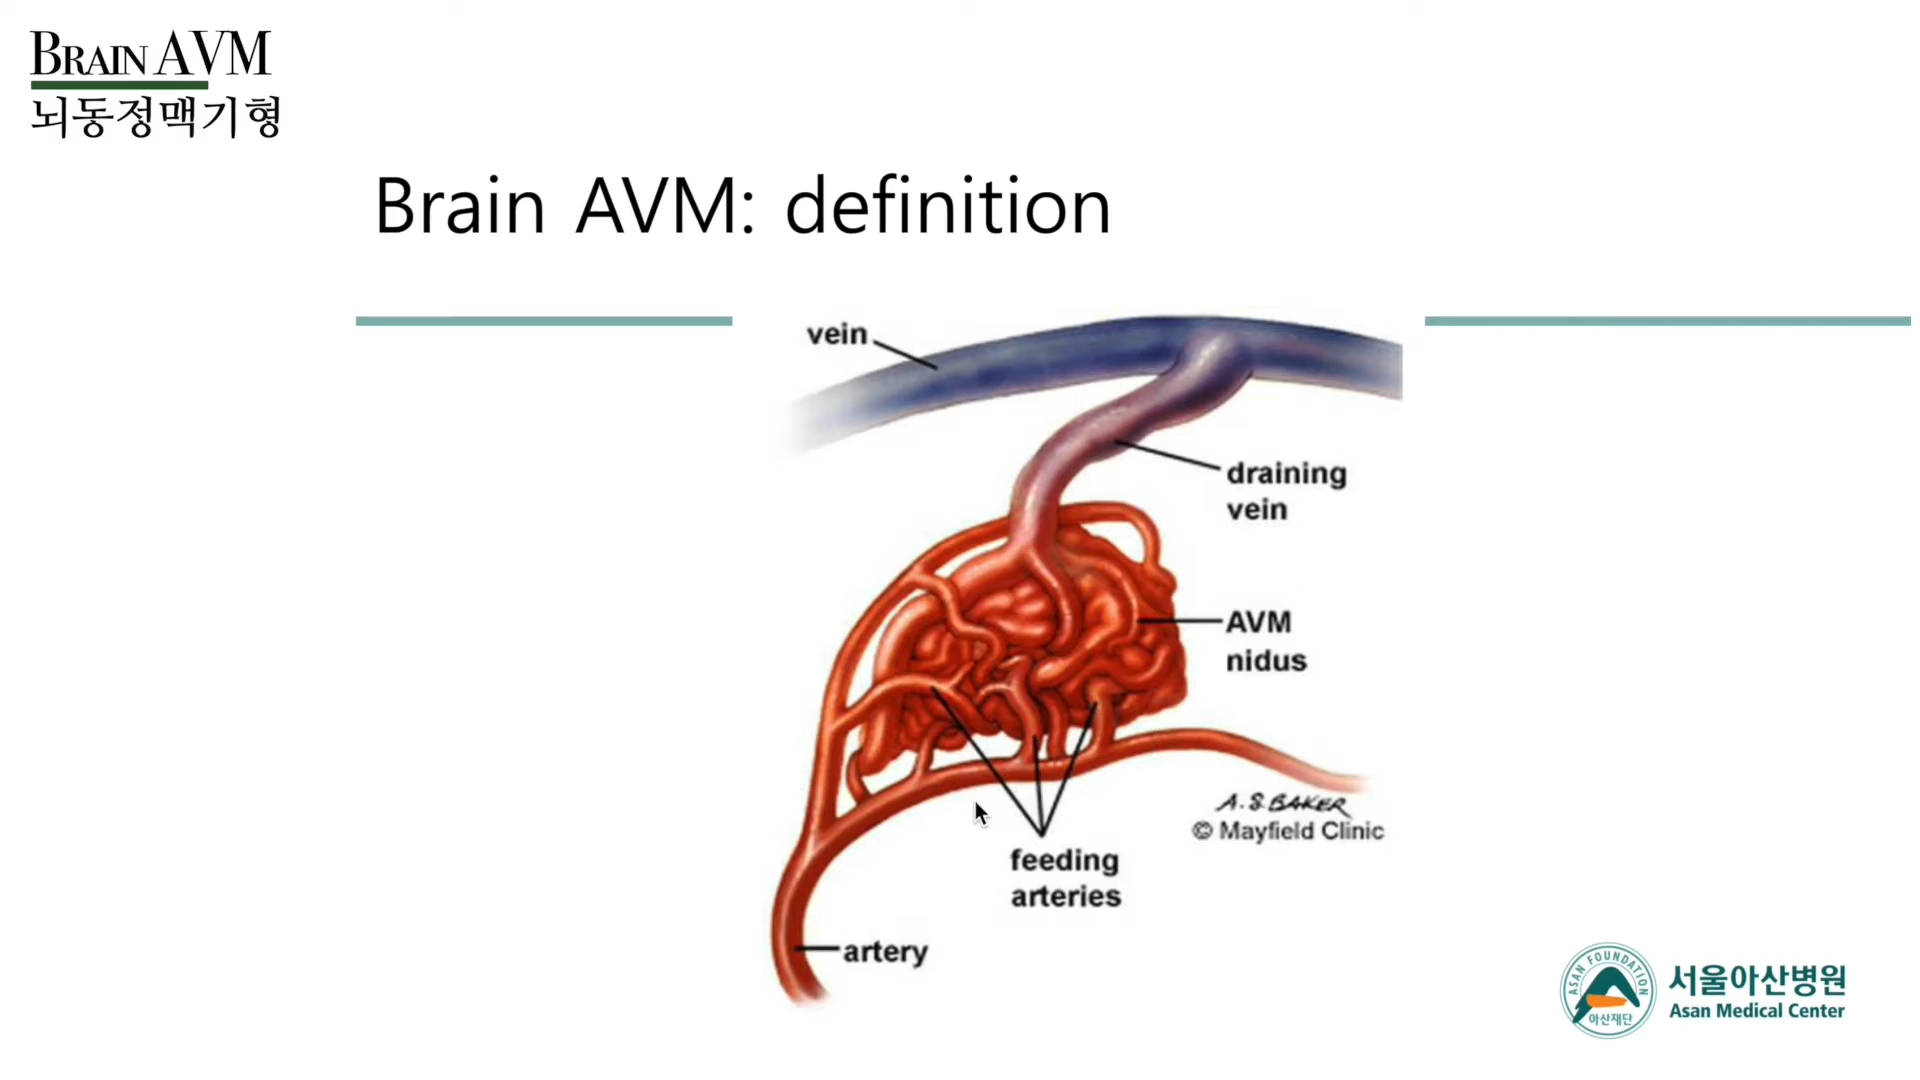 BRAIN AVM
뇌동정맥기형
Brain AVM: definition
vein
draining
vein
AVM
nidus
A.S.BAKER
© Mayfield Clinic
feeding
arteries
artery
ASAN FOUNDATION
아산재단
서울아산병원
Asan Medical Center